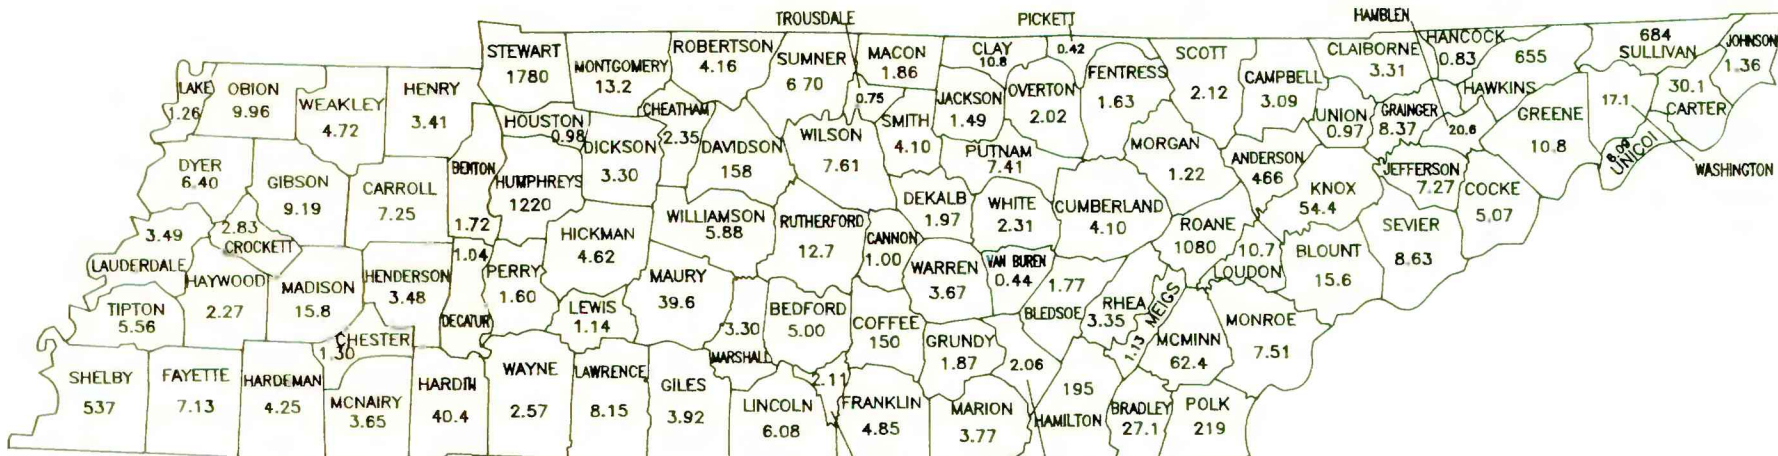 TROUSDALE
PICKETT
HAMBLEN
STEWART
1780
MONTGOMERY
13.2
ROBERTSON
4.16
SUMNER
6 70
MACON
1.86
CLAY
10.8
0.42
FENTRESS
1.63
SCOTT
2.12
CAMPBELL
3.09
CLAIBORNE
3.31
HANCOCK
0.83
655
HAWKINS
684
SULLIVAN
JOHNSON
1.36
LAKE
1.26
OBION
9.96
WEAKLEY
4.72
HENRY
3.41
HOUSTON
0.98
CHEATHAM
2.35
0.75
SMITH
4.10
JACKSON
1.49
OVERTON
2.02
UNION
0.97
GRAINGER
8.37
20.6
17.1
30.1
CARTER
DYER
6.40
GIBSON
9.19
CARROLL
7.25
BENTON
1.72
HUMPHREYS
1220
DICKSON
3.30
DAVIDSON
158
WILSON
7.61
PUTNAM
7.41
MORGAN
1.22
ANDERSON
466
KNOX
54.4
JEFFERSON
7.27
COCKE
5.07
GREENE
10.8
8.09
UNICOI
WASHINGTON
3.49
LAUDERDALE
2.83
CROCKETT
WILLIAMSON
5.88
RUTHERFORD
12.7
CANNON
1.00
DEKALB
1.97
WHITE
2.31
CUMBERLAND
4.10
ROANE
1080
10.7
LOUDON
BLOUNT
15.6
SEVIER
8.63
HAYWOOD
2.27
MADISON
15.8
HENDERSON
3.48
1.04
DECATUR
PERRY
1.60
HICKMAN
4.62
MAURY
39.6
WARREN
3.67
VAN BUREN
0.44
1.77
BLEDSOE
RHEA
3.35
MEIGS
1.13
TIPTON
5.56
CHESTER
1.30
LEWIS
1.14
3.30
MARSHALL
BEDFORD
5.00
COFFEE
150
GRUNDY
1.87
2.06
MCMINN
62.4
MONROE
7.51
SHELBY
537
FAYETTE
7.13
HARDEMAN
4.25
MCNAIRY
3.65
HARDIN
40.4
WAYNE
2.57
LAWRENCE
8.15
GILES
3.92
LINCOLN
6.08
2.11
FRANKLIN
4.85
MARION
3.77
195
HAMILTON
BRADLEY
27.1
POLK
219